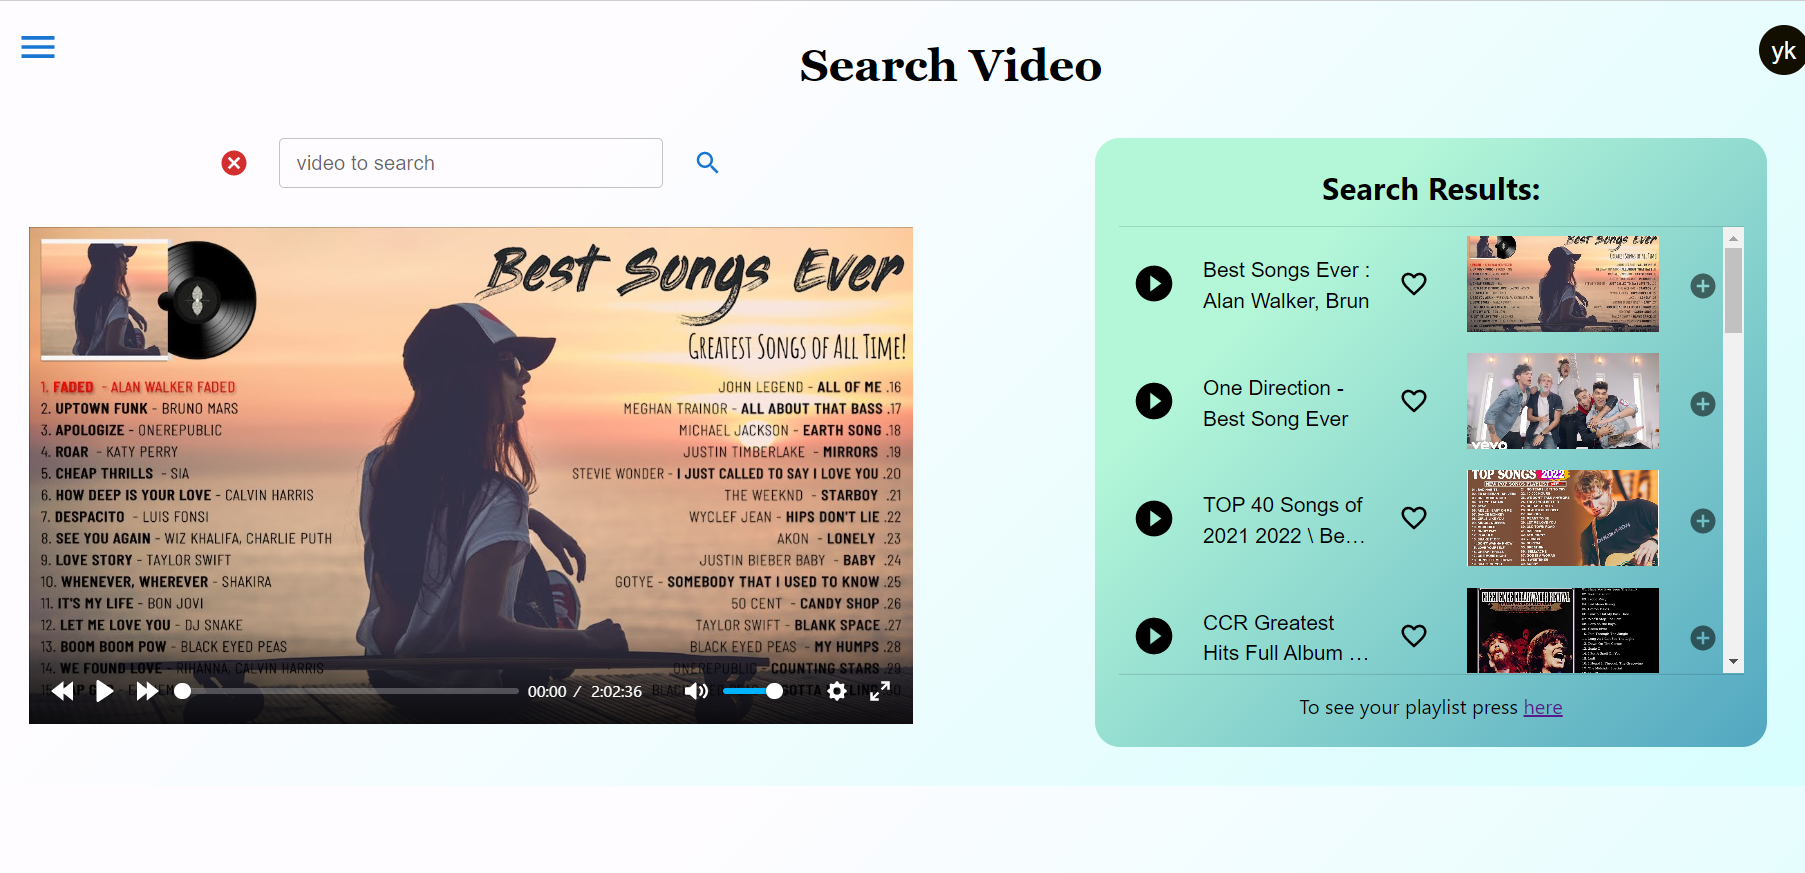 Search Video
yk
video to search
Best Songs Ever
GREATEST SONGS OF ALL TIME!
1. FADED - ALAN WALKER FADED
2. UPTOWN FUNK - BRUNO MARS
3. APOLOGIZE - ONEREPUBLIC
4. ROAR - KATY PERRY
5. CHEAP THRILLS - SIA
6. HOW DEEP IS YOUR LOVE - CALVIN HARRIS
7. DESPACITO - LUIS FONSI
8. SEE YOU AGAIN - WIZ KHALIFA, CHARLIE PUTH
9. LOVE STORY - TAYLOR SWIFT
10. WHENEVER, WHEREVER - SHAKIRA
11. IT'S MY LIFE - BON JOVI
12. LET ME LOVE YOU - DJ SNAKE
13. BOOM BOOM POW - BLACK EYED PEAS
14. WE FOUND LOVE - RIHANNA, CALVIN HARRIS
JOHN LEGEND - ALL OF ME .16
MEGHAN TRAINOR - ALL ABOUT THAT BASS .17
MICHAEL JACKSON - EARTH SONG .18
JUSTIN TIMBERLAKE - MIRRORS .19
STEVIE WONDER - I JUST CALLED TO SAY I LOVE YOU .20
THE WEEKND - STARBOY .21
WYCLEF JEAN - HIPS DON'T LIE .22
AKON - LONELY .23
JUSTIN BIEBER BABY - BABY .24
GOTYE - SOMEBODY THAT I USED TO KNOW .25
50 CENT - CANDY SHOP .26
TAYLOR SWIFT - BLANK SPACE .27
BLACK EYED PEAS - MY HUMPS .28
ONEREPUBLIC - COUNTING STARS .29
00:00 / 2:02:36
Search Results:
Best Songs Ever :
Alan Walker, Brun
Best Songs Ever
One Direction -
Best Song Ever
vevo
TOP 40 Songs of
2021 2022 \ Be...
TOP SONGS 2022
CCR Greatest
Hits Full Album ...
CREEDENCE CLEARWATER REVIVAL
To see your playlist press here